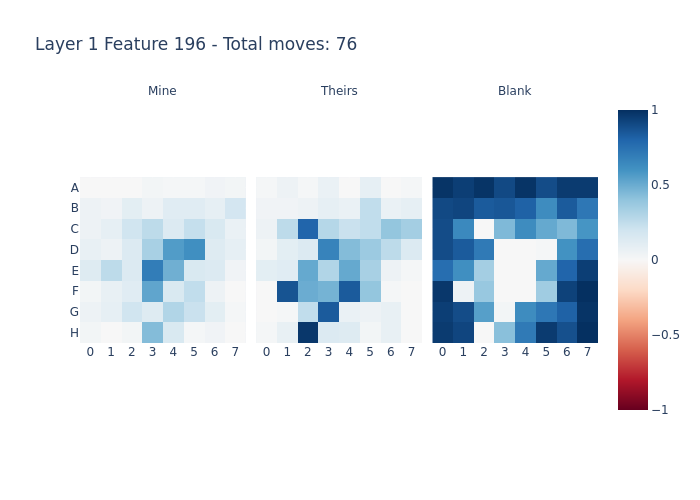 Layer 1 Feature 196 - Total moves: 76
Mine Theirs Blank
A
B
C
D
E
F
G
H
0 1 2 3 4 5 6 7 0 1 2 3 4 5 6 7 0 1 2 3 4 5 6 7
1
0.5
0
−0.5
−1